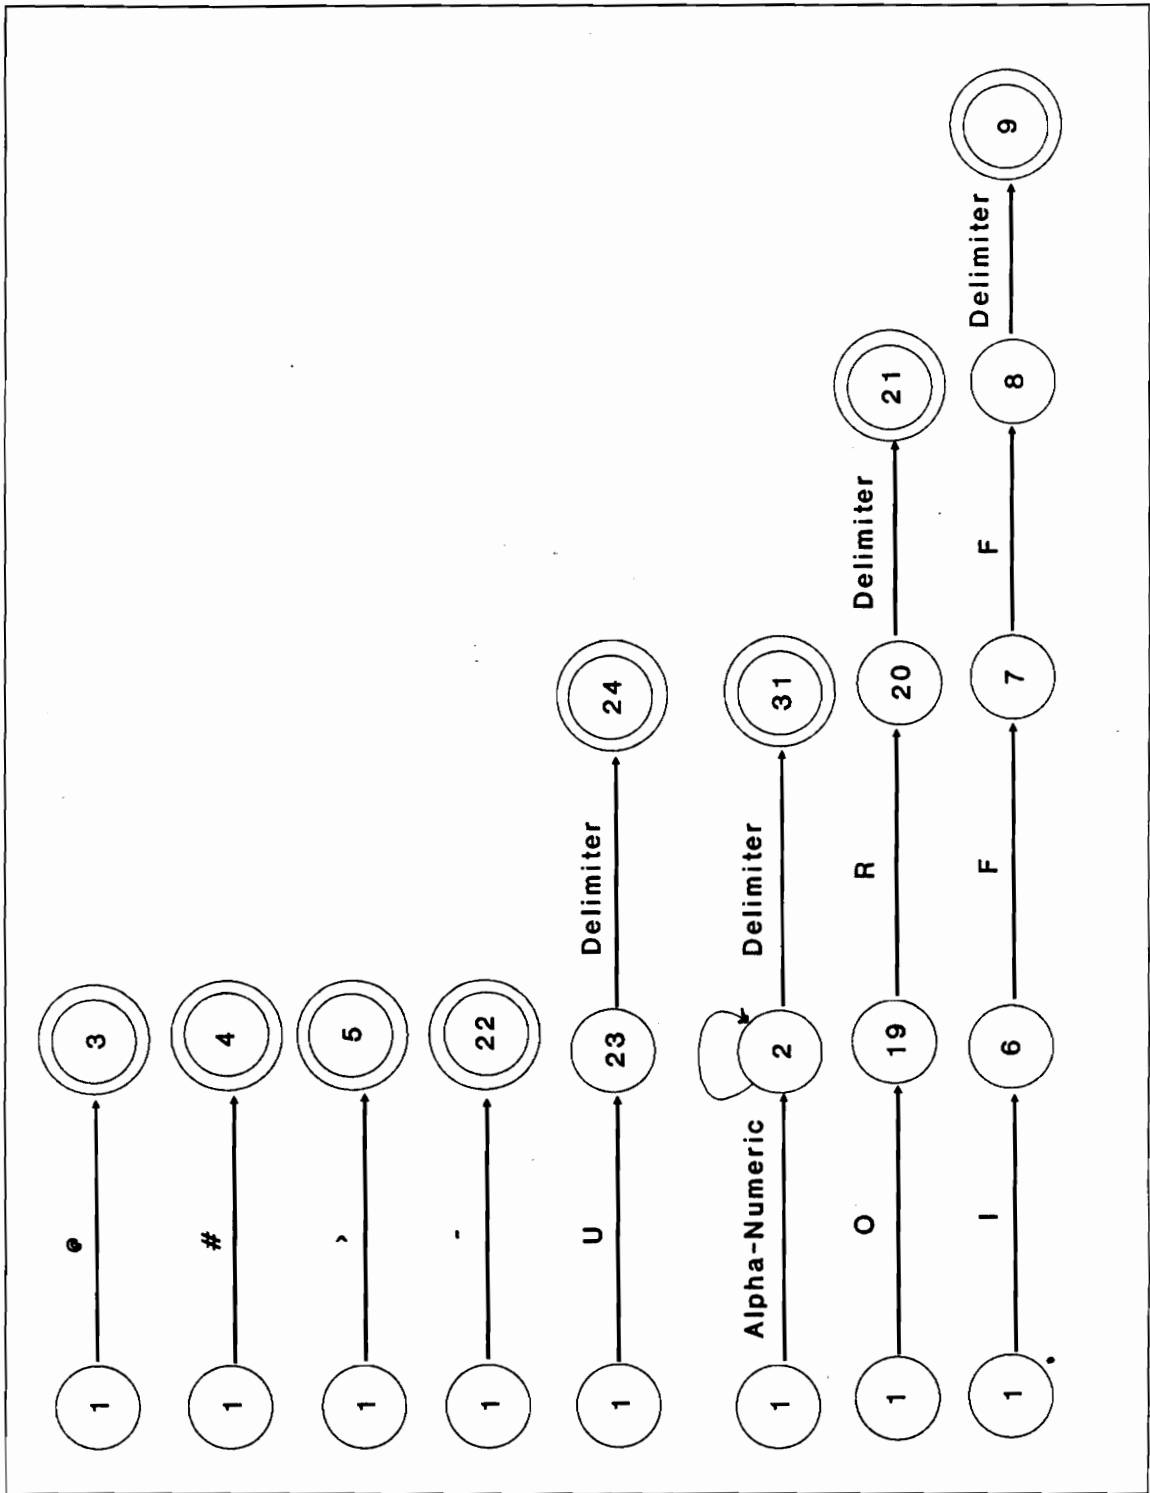 1 @ 3
1 # 4
1 > 5
1 - 22
1 U 23 Delimiter 24
1 Alpha-Numeric 2 Delimiter 31
1 O 19 R 20 Delimiter 21
1 I 6 F 7 F 8 Delimiter 9